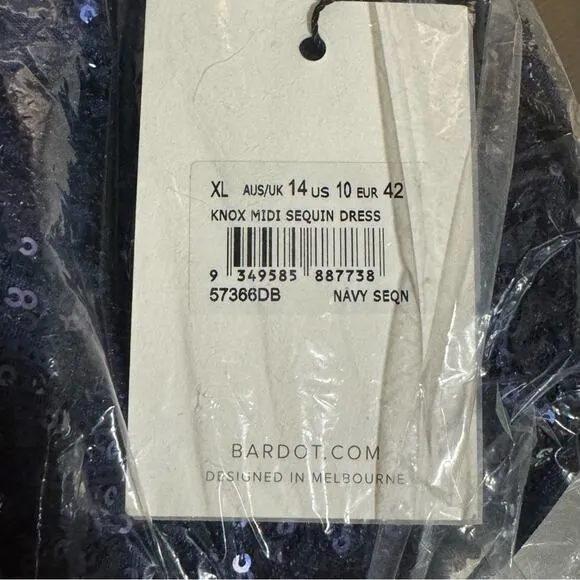 XL AUS/UK 14 US 10 EUR 42
KNOX MIDI SEQUIN DRESS
9 349585 887738
57366DB NAVY SEQN
BARDOT.COM
DESIGNED IN MELBOURNE